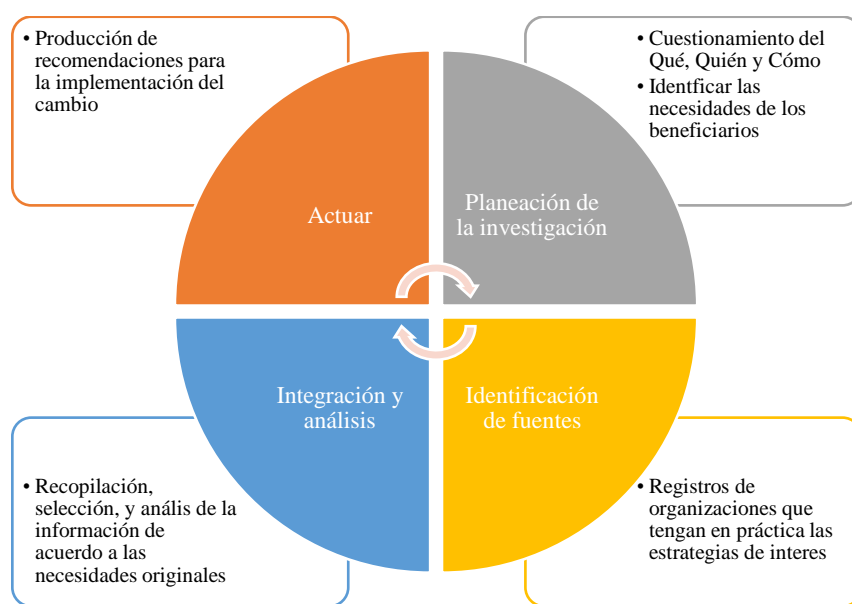 • Producción de
recomendaciones para
la implementación del
cambio
• Cuestionamiento del
Qué, Quién y Cómo
• Identficar las
necesidades de los
beneficiarios
Actuar
Planeación de
la investigación
Integración y
análisis
Identificación
de fuentes
• Recopilación,
selección, y anális de la
información de
acuerdo a las
necesidades originales
• Registros de
organizaciones que
tengan en práctica las
estrategias de interes